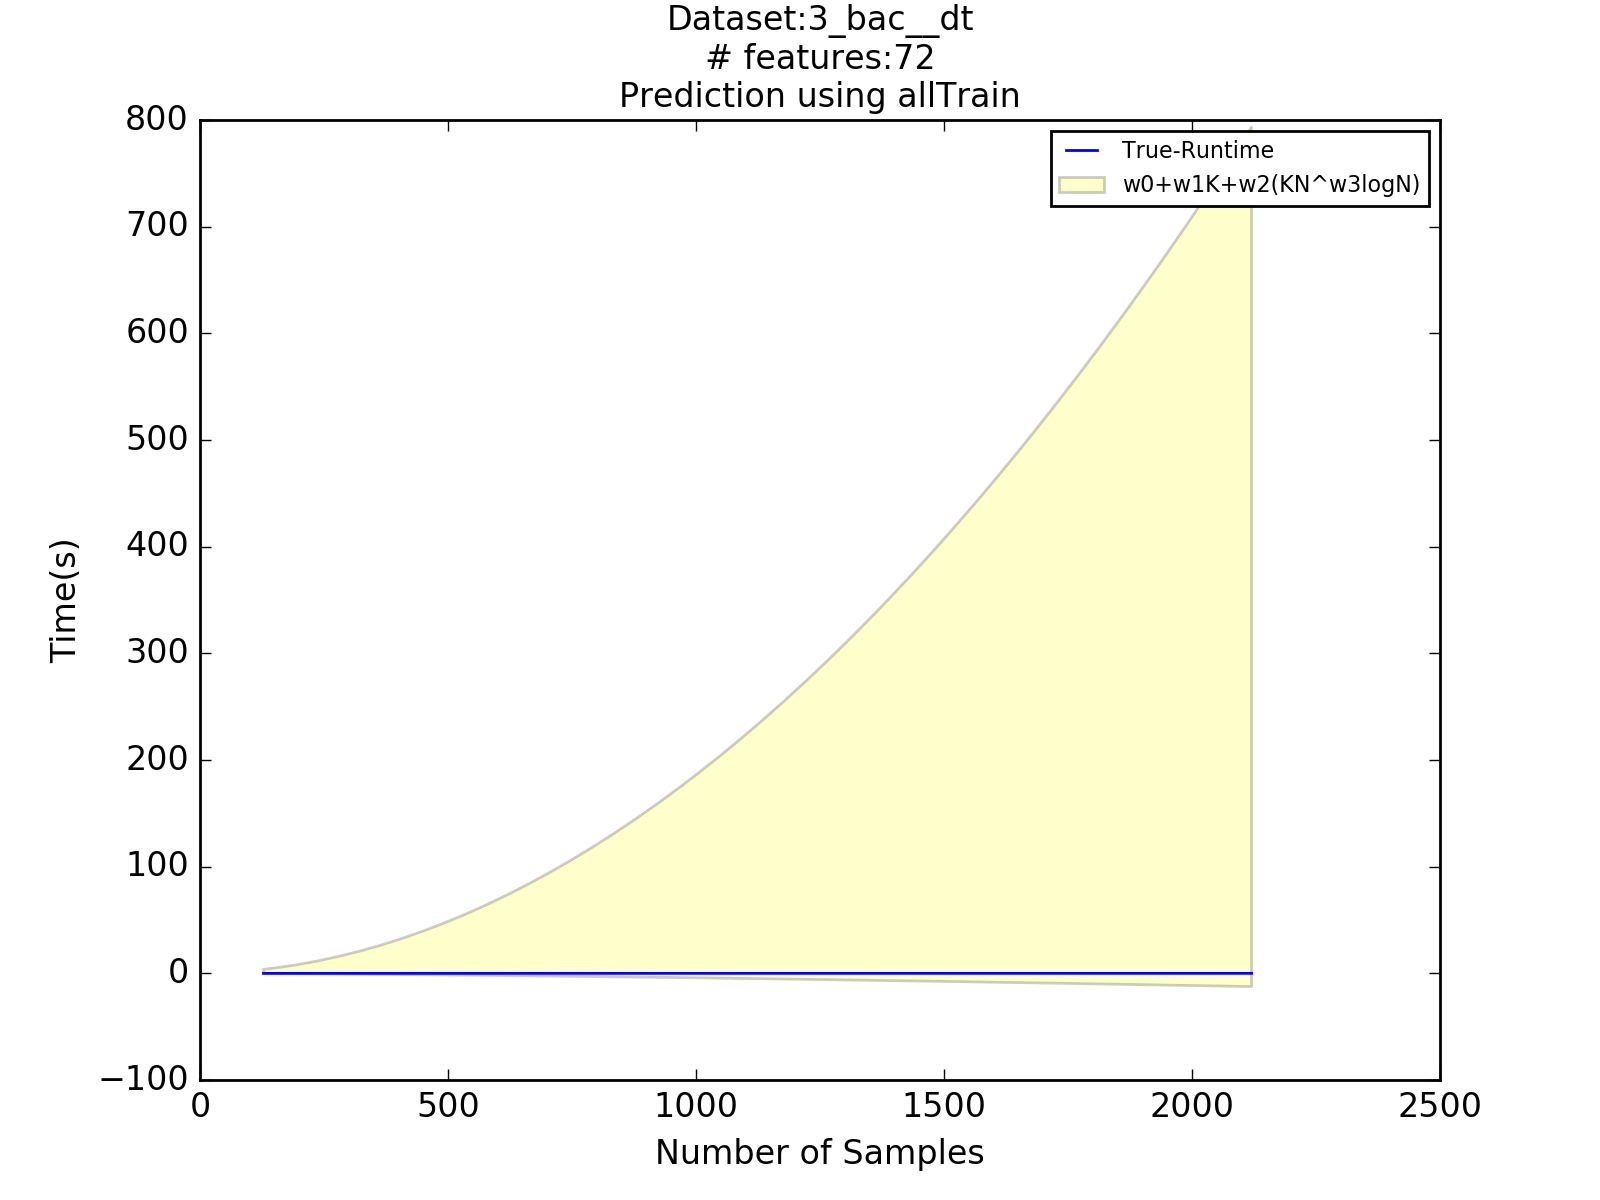 Dataset:3_bac__dt
# features:72
Prediction using allTrain
True-Runtime
w0+w1K+w2(KN^w3logN)
800
700
600
500
400
300
200
100
0
−100
Time(s)
0 500 1000 1500 2000 2500
Number of Samples